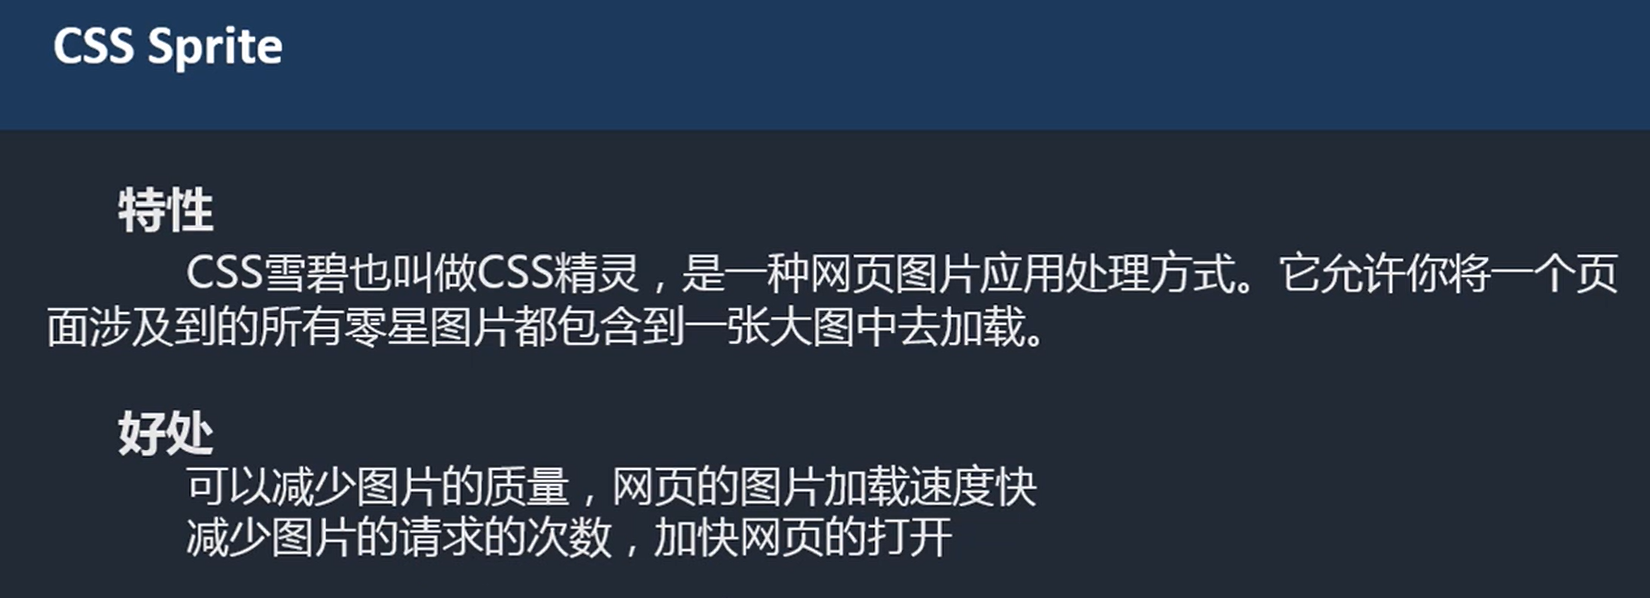 CSS Sprite
特性
CSS雪碧也叫做CSS精灵，是一种网页图片应用处理方式。它允许你将一个页
面涉及到的所有零星图片都包含到一张大图中去加载。
好处
可以减少图片的质量，网页的图片加载速度快
减少图片的请求的次数，加快网页的打开